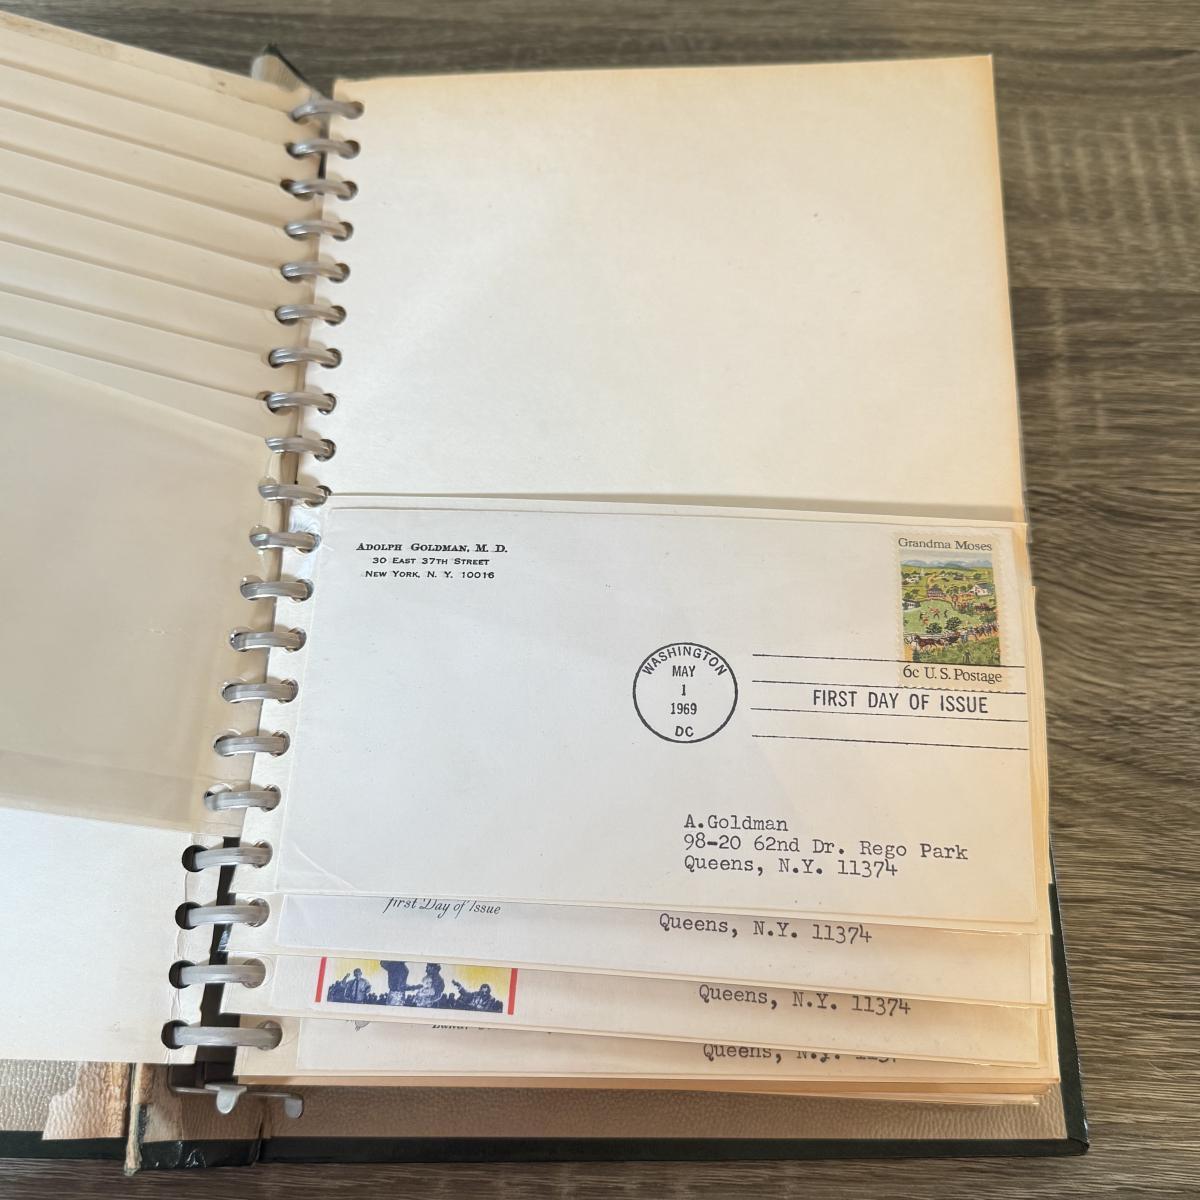 ADOLPH GOLDMAN, M. D.
30 EAST 37TH STREET
NEW YORK, N. Y. 10016
Grandma Moses
6c U.S. Postage
WASHINGTON
MAY
1
1969
DC
FIRST DAY OF ISSUE
A.Goldman
98-20 62nd Dr. Rego Park
Queens, N.Y. 11374
First Day of Issue
Queens, N.Y. 11374
Queens, N.Y. 11374
Queens, N.Y.